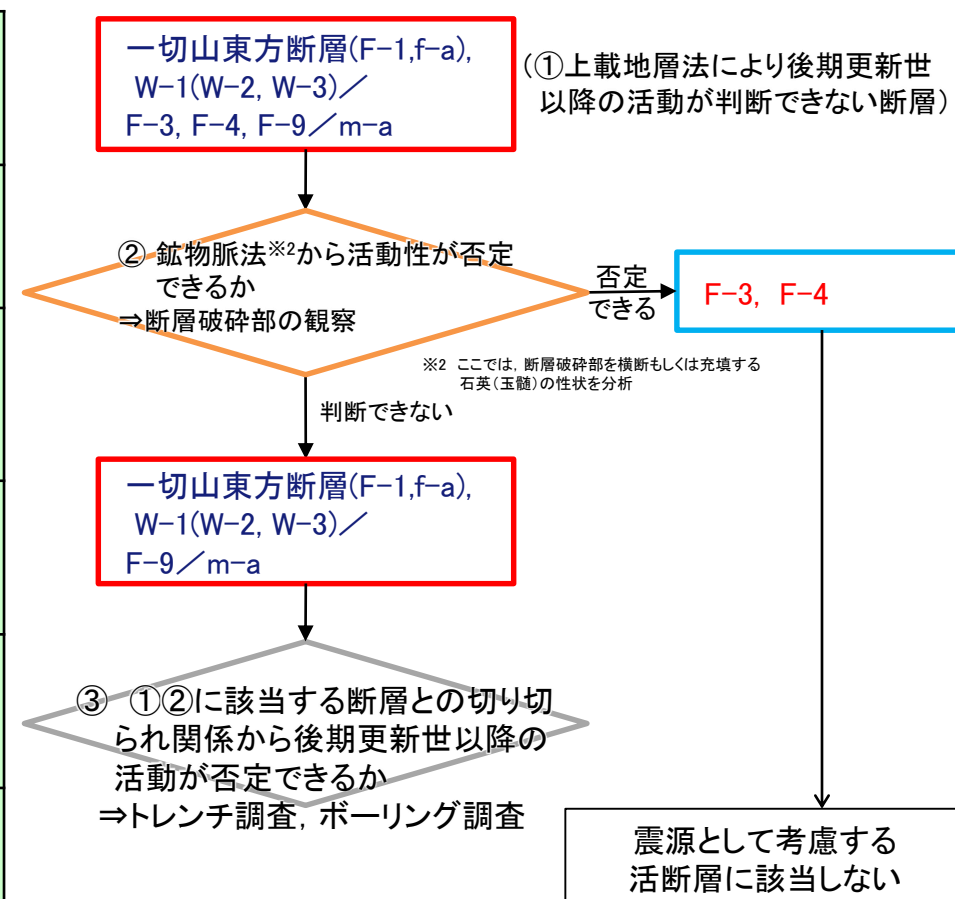 一切山東方断層(F-1,f-a),
W-1(W-2, W-3)／
F-3, F-4, F-9／m-a
(①上載地層法により後期更新世
以降の活動が判断できない断層)
② 鉱物脈法※2から活動性が否定
できるか
⇒断層破砕部の観察
否定
できる
F-3, F-4
※2 ここでは, 断層破砕部を横断もしくは充填する
石英(玉髄)の性状を分析
判断できない
一切山東方断層(F-1,f-a),
W-1(W-2, W-3)／
F-9／m-a
③ ①②に該当する断層との切り切
られ関係から後期更新世以降の
活動が否定できるか
⇒トレンチ調査, ボーリング調査
震源として考慮する
活断層に該当しない